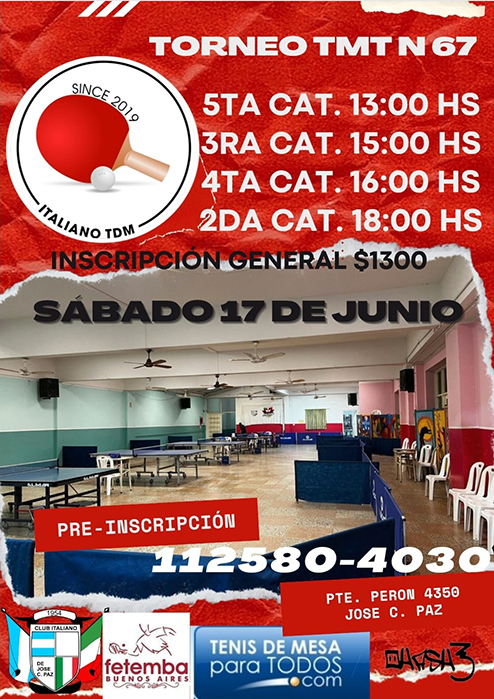 TORNEO TMT N 67
SINCE 2019
ITALIANO TDM
5TA CAT. 13:00 HS
3RA CAT. 15:00 HS
4TA CAT. 16:00 HS
2DA CAT. 18:00 HS
INSCRIPCIÓN GENERAL $1300
SÁBADO 17 DE JUNIO
PRE-INSCRIPCIÓN
112580-4030
PTE. PERON 4350
JOSE C. PAZ
1954
CLUB ITALIANO
DE
JOSE
C. PAZ
fetemba
BUENOS AIRES
TENIS DE MESA
para TODOS
.com